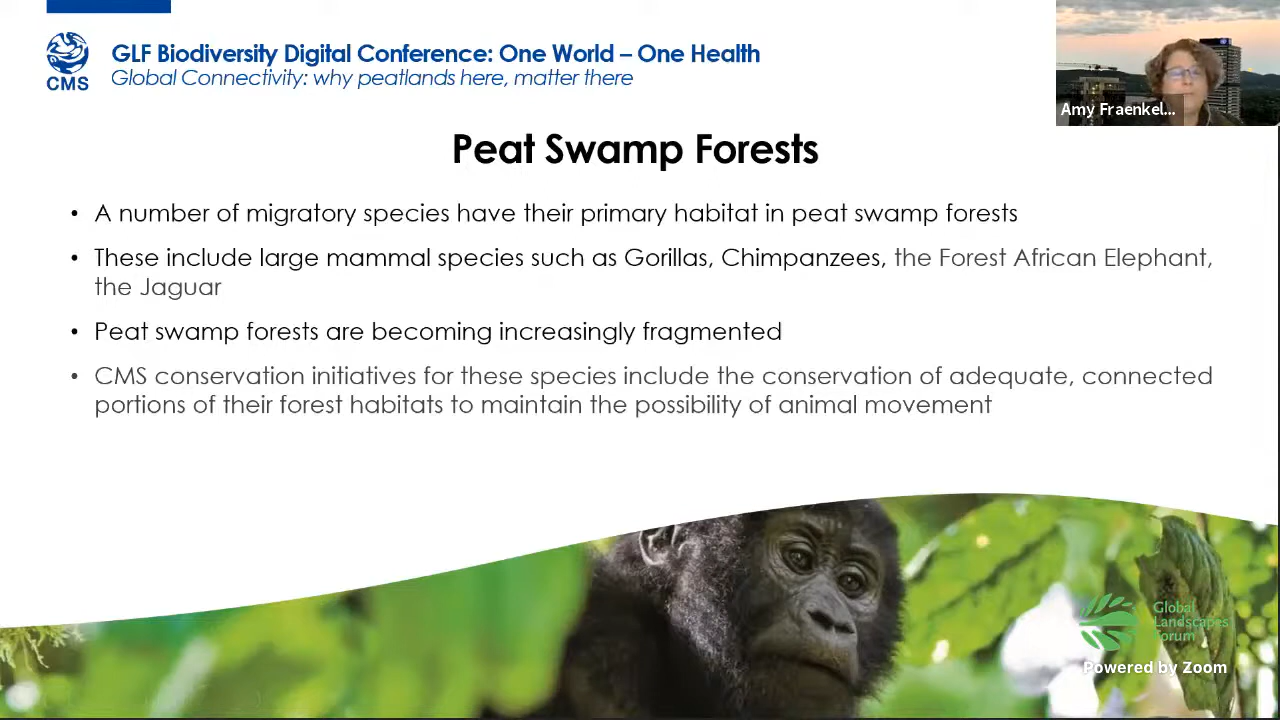 GLF Biodiversity Digital Conference: One World – One Health
Global Connectivity: why peatlands here, matter there
CMS
Amy Fraenkel...
Peat Swamp Forests
• A number of migratory species have their primary habitat in peat swamp forests
• These include large mammal species such as Gorillas, Chimpanzees, the Forest African Elephant,
the Jaguar
• Peat swamp forests are becoming increasingly fragmented
• CMS conservation initiatives for these species include the conservation of adequate, connected
portions of their forest habitats to maintain the possibility of animal movement
Global
Landscapes
Forum
Powered by Zoom